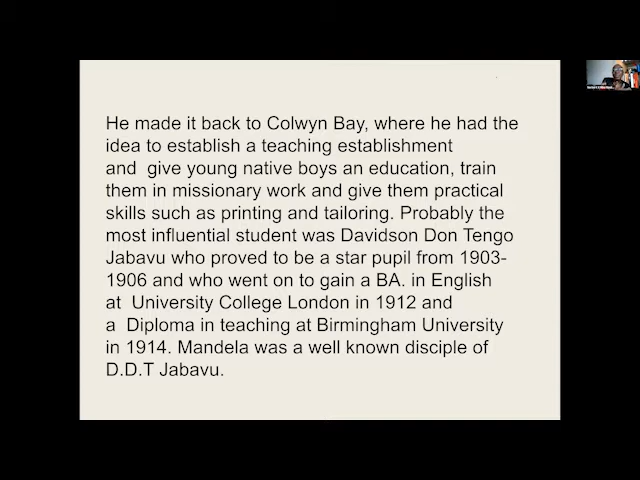 He made it back to Colwyn Bay, where he had the
idea to establish a teaching establishment
and  give young native boys an education, train
them in missionary work and give them practical
skills such as printing and tailoring. Probably the
most influential student was Davidson Don Tengo
Jabavu who proved to be a star pupil from 1903-
1906 and who went on to gain a BA. in English
at  University College London in 1912 and
a  Diploma in teaching at Birmingham University
in 1914. Mandela was a well known disciple of
D.D.T Jabavu.